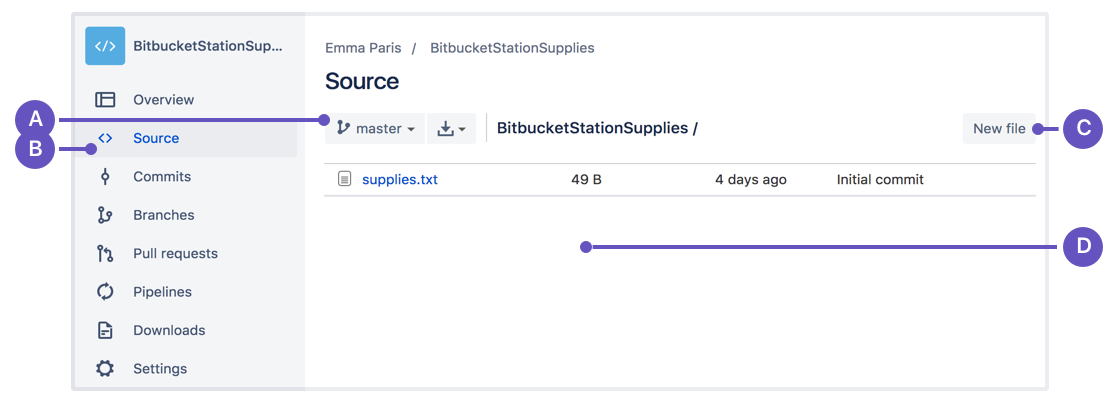 BitbucketStationSup...
Overview
Source
Commits
Branches
Pull requests
Pipelines
Downloads
Settings
Emma Paris / BitbucketStationSupplies
Source
master BitbucketStationSupplies / New file
supplies.txt 49 B 4 days ago Initial commit
A
B
C
D